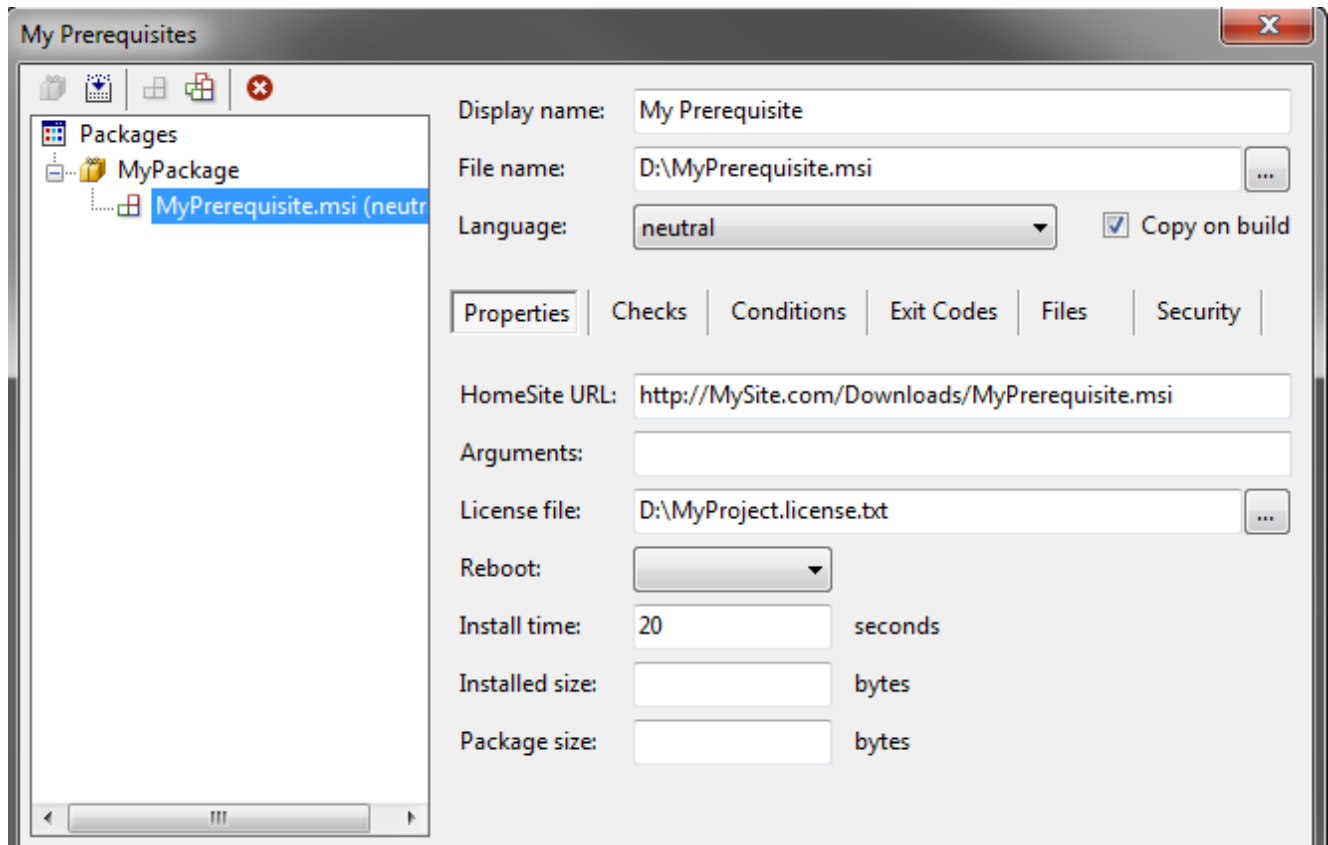 My Prerequisites
Packages
MyPackage
MyPrerequisite.msi (neutr
Display name: My Prerequisite
File name: D:\MyPrerequisite.msi ...
Language: neutral Copy on build
Properties Checks Conditions Exit Codes Files Security
HomeSite URL: http://MySite.com/Downloads/MyPrerequisite.msi
Arguments:
License file: D:\MyProject.license.txt ...
Reboot:
Install time: 20 seconds
Installed size: bytes
Package size: bytes